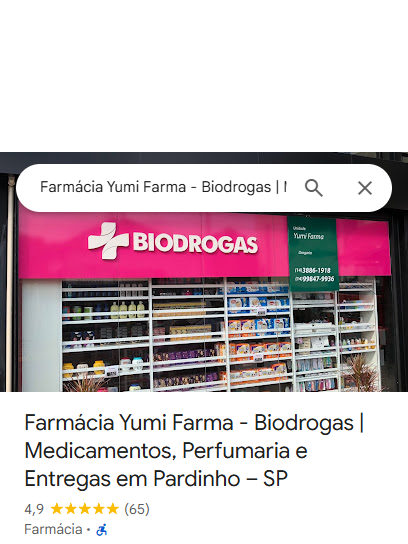 Farmácia Yumi Farma - Biodrogas |
BIODROGAS
Unidade
Yumi Farma
Delivery
(14) 3886-1918
(14) 99847-9936
Farmácia Yumi Farma - Biodrogas |
Medicamentos, Perfumaria e
Entregas em Pardinho – SP
4,9 (65)
Farmácia ·